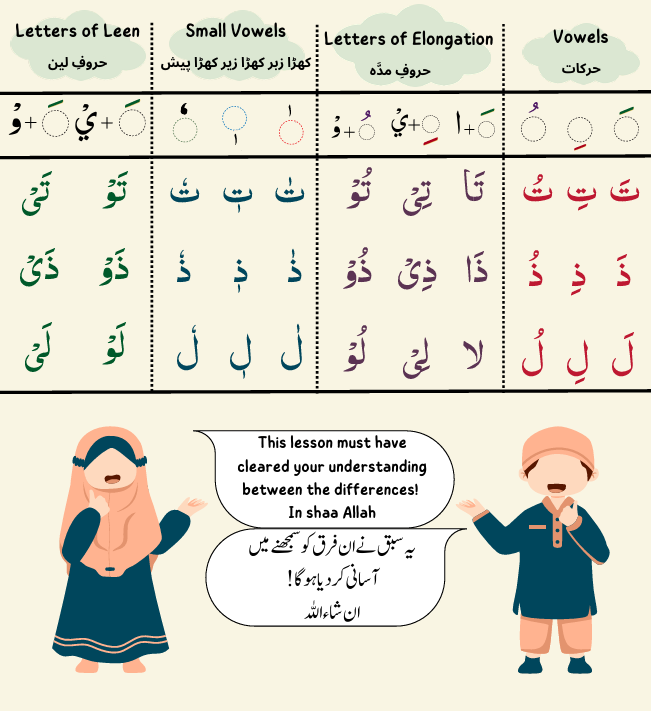 Letters of Leen Small Vowels Letters of Elongation Vowels
حروفِ لین کھڑا زبر کھڑا زیر کھڑا پیش حروفِ مدَّہ حرکات
◌َ + يْ ◌َ + وْ ◌ٰ ◌ٖ ◌ٗ ◌َ + ا ◌ِ + يْ ◌ُ + وْ ◌َ ◌ِ ◌ُ
تَ تِ تُ تَا تِىْ تُوْ تٰ تٖ تٗ تَوْ تَىْ
ذَ ذِ ذُ ذَا ذِىْ ذُوْ ذٰ ذٖ ذٗ ذَوْ ذَىْ
لَ لِ لُ لا لِىْ لُوْ لٰ لٖ لٗ لَوْ لَىْ
This lesson must have
cleared your understanding
between the differences!
In shaa Allah
یہ سبق نے ان فرق کو سمجھنے میں
آسانی کر دیا ہو گا!
ان شاءاللہ